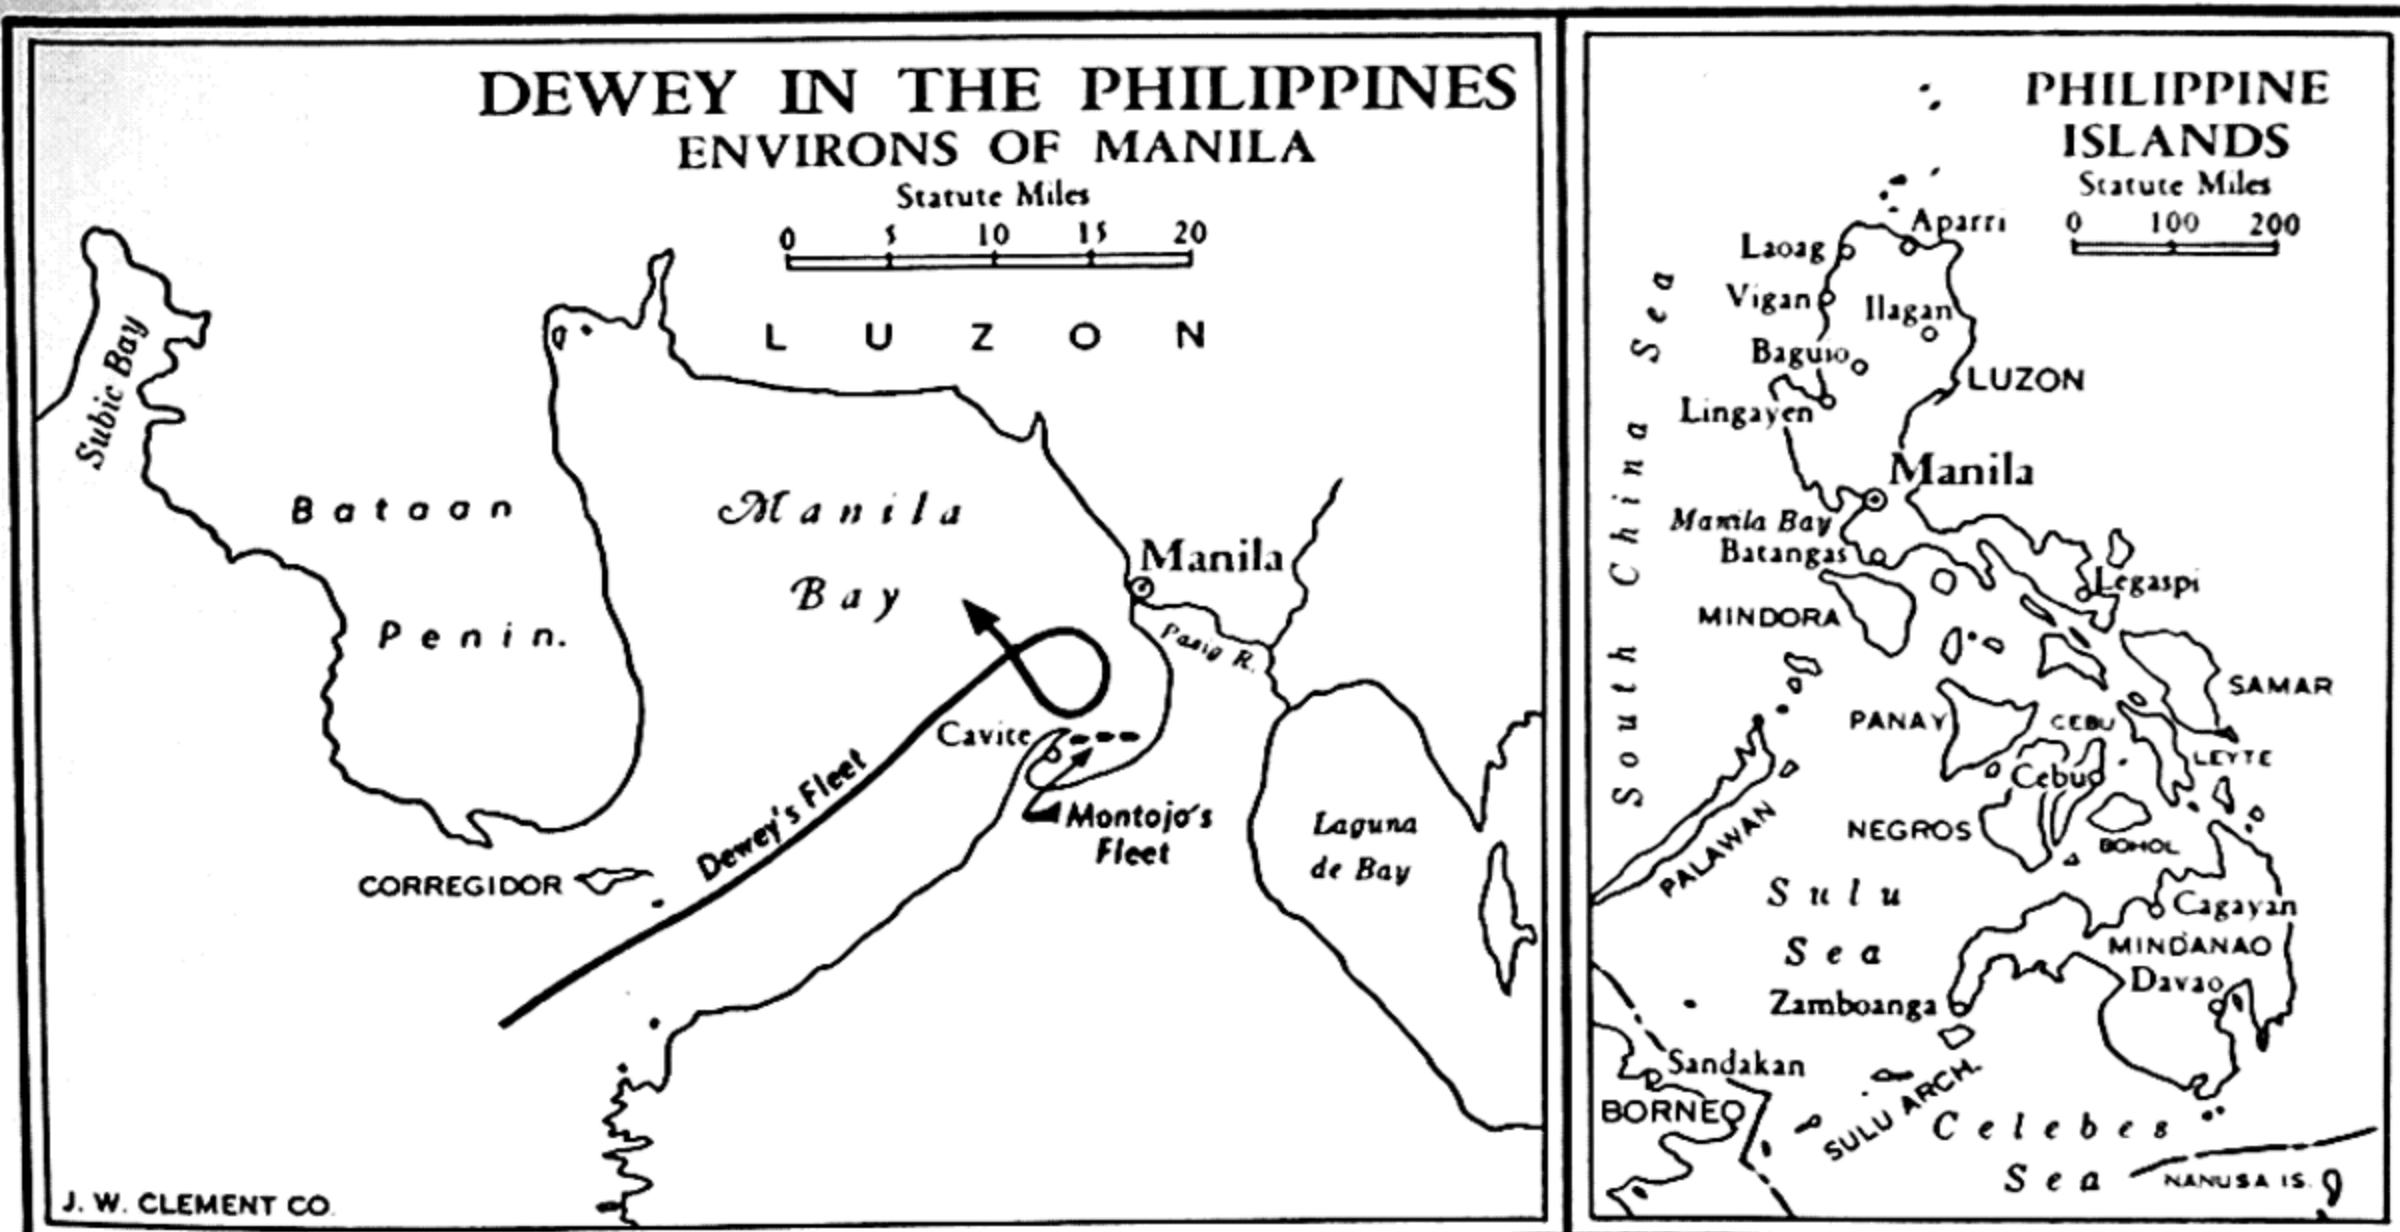 DEWEY IN THE PHILIPPINES
ENVIRONS OF MANILA
Statute Miles
0 5 10 15 20
LUZON
Subic Bay
Bataan
Penin.
Manila
Bay
Manila
Pasig R.
Cavite
Dewey's Fleet
Montojo's
Fleet
Laguna
de Bay
CORREGIDOR
J. W. CLEMENT CO.
PHILIPPINE
ISLANDS
Statute Miles
0 100 200
Aparri
Laoag
Vigan
Ilagan
Baguio
LUZON
Lingayen
South China Sea
Manila
Manila Bay
Batangas
Legaspi
MINDORA
SAMAR
PANAY
CEBU
LEYTE
Cebu
PALAWAN
NEGROS
BOHOL
Sulu
Sea
Cagayan
MINDANAO
Davao
Zamboanga
Sandakan
BORNEO
SULU ARCH.
Celebes
Sea
NANUSA IS.